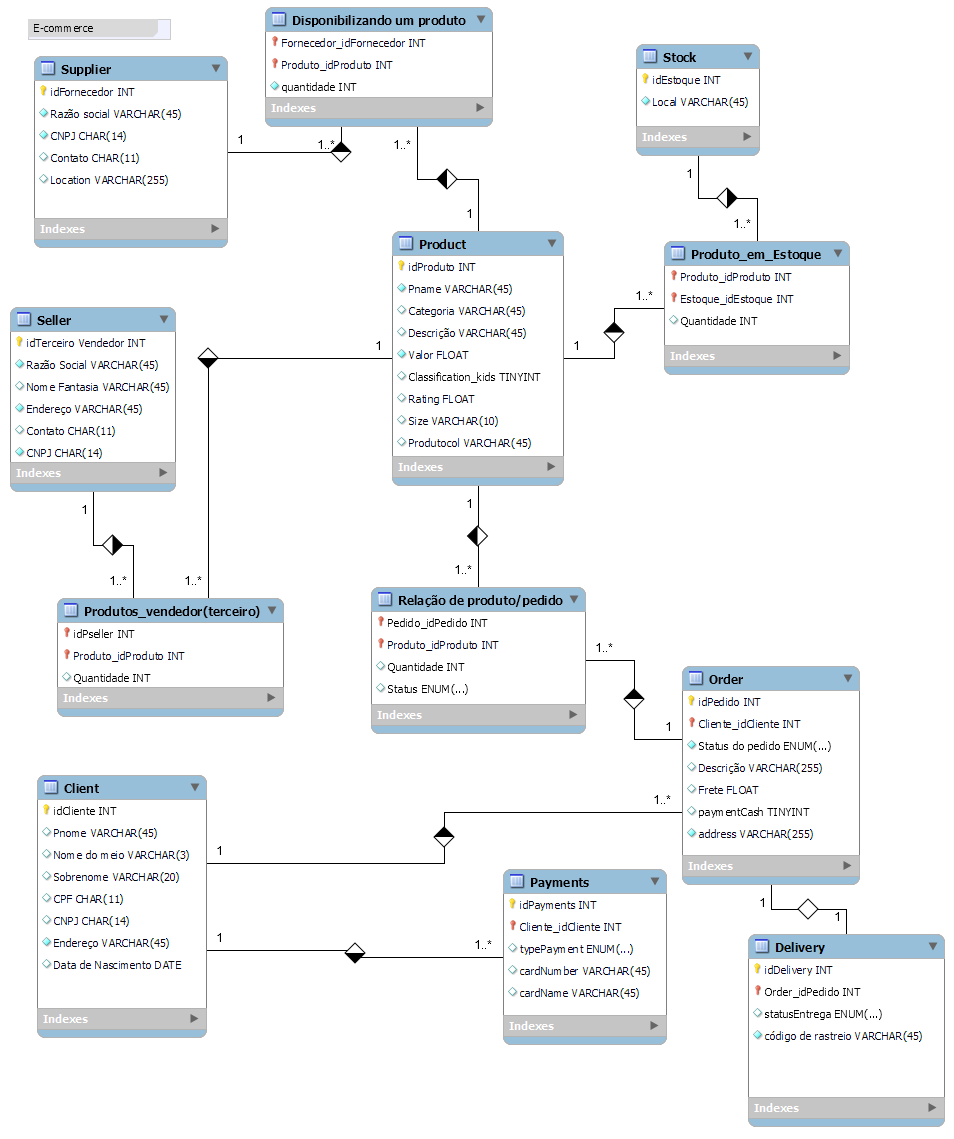 E-commerce
Disponibilizando um produto
Fornecedor_idFornecedor INT
Produto_idProduto INT
quantidade INT
Indexes
Supplier
idFornecedor INT
Razão social VARCHAR(45)
CNPJ CHAR(14)
Contato CHAR(11)
Location VARCHAR(255)
Indexes
1
1..*
1..*
1
Stock
idEstoque INT
Local VARCHAR(45)
Indexes
1
1..*
Product
idProduto INT
Pname VARCHAR(45)
Categoria VARCHAR(45)
Descrição VARCHAR(45)
Valor FLOAT
Classification_kids TINYINT
Rating FLOAT
Size VARCHAR(10)
Produtocol VARCHAR(45)
Indexes
Produto_em_Estoque
Produto_idProduto INT
Estoque_idEstoque INT
Quantidade INT
Indexes
1..*
1
Seller
idTerceiro Vendedor INT
Razão Social VARCHAR(45)
Nome Fantasia VARCHAR(45)
Endereço VARCHAR(45)
Contato CHAR(11)
CNPJ CHAR(14)
Indexes
1
1
1..*
1..*
Produtos_vendedor(terceiro)
idPseller INT
Produto_idProduto INT
Quantidade INT
Indexes
1
1..*
Relação de produto/pedido
Pedido_idPedido INT
Produto_idProduto INT
Quantidade INT
Status ENUM(...)
Indexes
1..*
1
Order
idPedido INT
Cliente_idCliente INT
Status do pedido ENUM(...)
Descrição VARCHAR(255)
Frete FLOAT
paymentCash TINYINT
address VARCHAR(255)
Indexes
Client
idCliente INT
Pnome VARCHAR(45)
Nome do meio VARCHAR(3)
Sobrenome VARCHAR(20)
CPF CHAR(11)
CNPJ CHAR(14)
Endereço VARCHAR(45)
Data de Nascimento DATE
Indexes
1
1..*
1
1..*
Payments
idPayments INT
Cliente_idCliente INT
typePayment ENUM(...)
cardNumber VARCHAR(45)
cardName VARCHAR(45)
Indexes
1
1
Delivery
idDelivery INT
Order_idPedido INT
statusEntrega ENUM(...)
código de rastreio VARCHAR(45)
Indexes